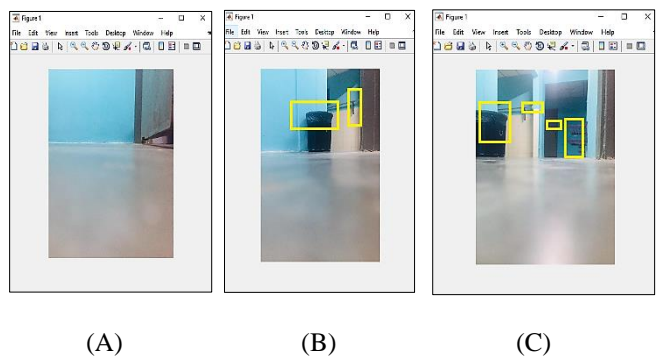 Figure 1
File Edit View Insert Tools Desktop Window Help
Figure 1
File Edit View Insert Tools Desktop Window Help
Figure 1
File Edit View Insert Tools Desktop Window Help
(A)
(B)
(C)